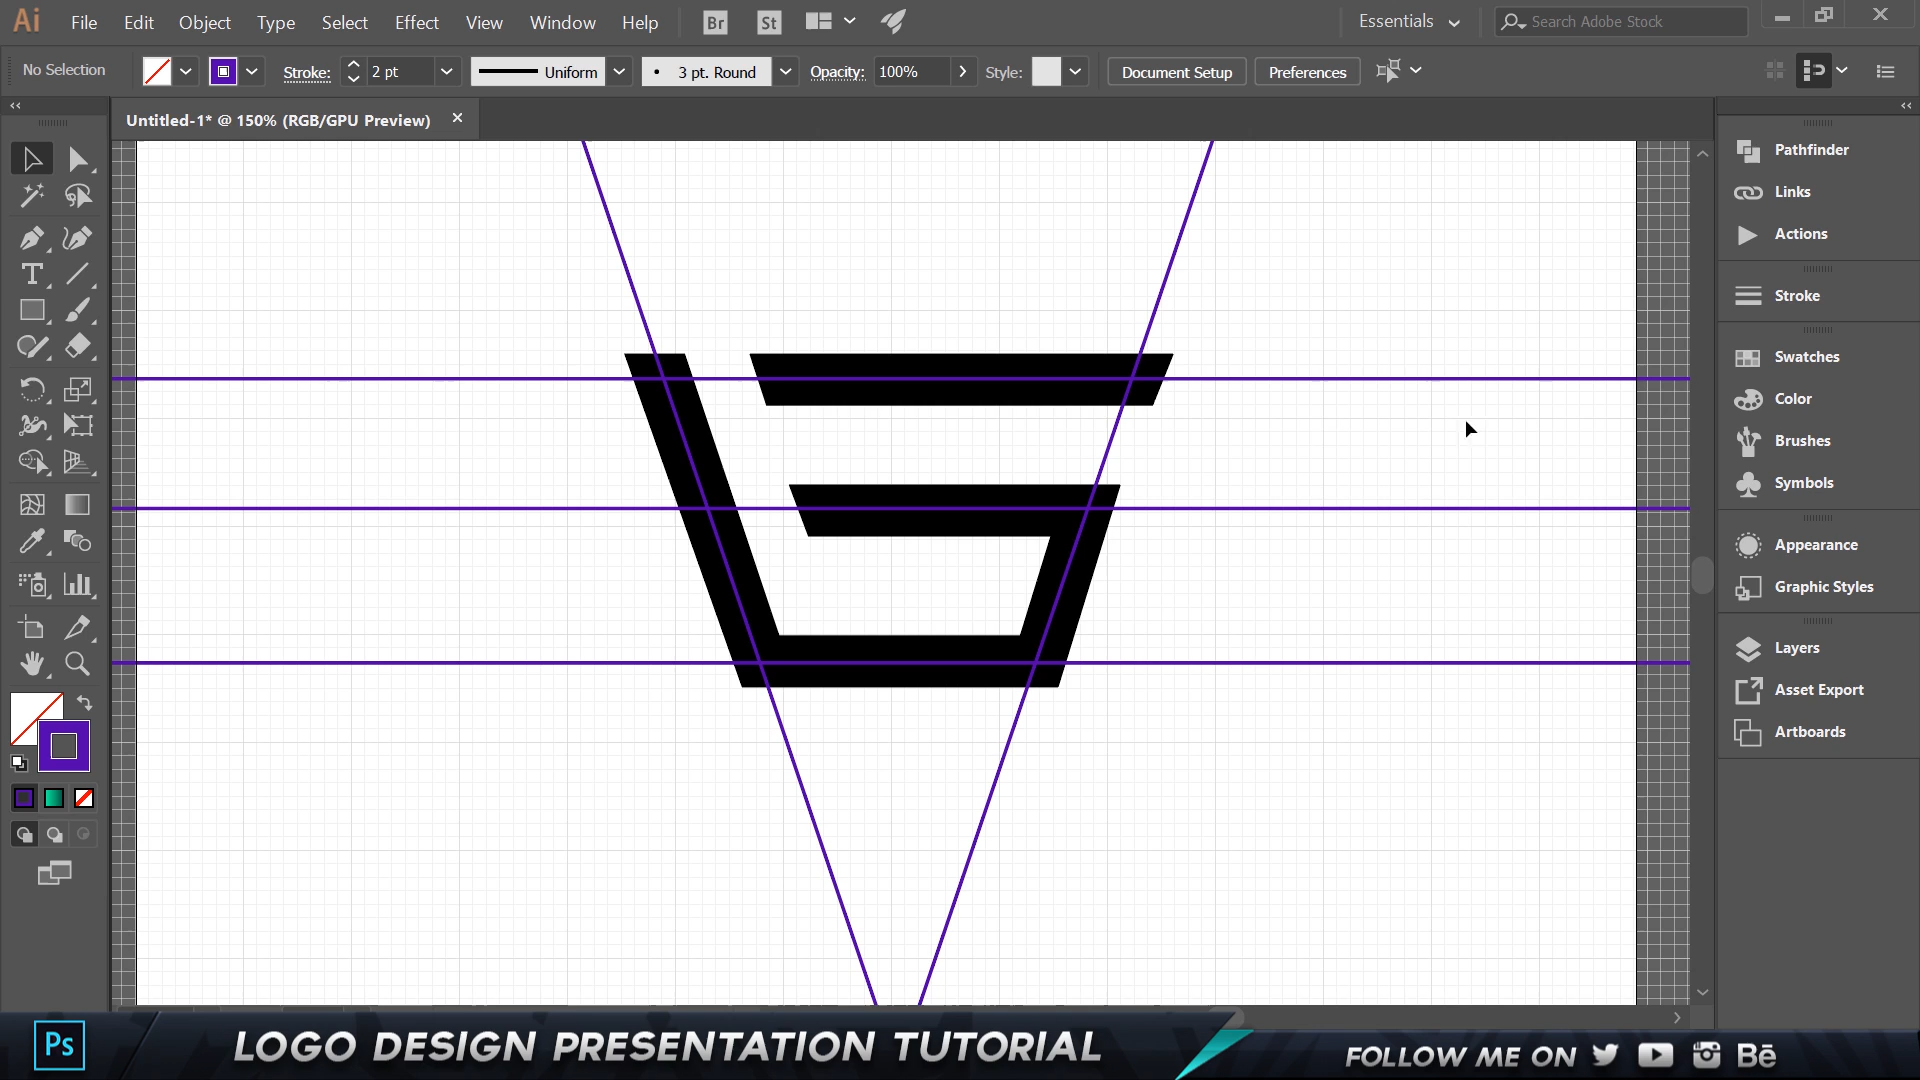 Ai File Edit Object Type Select Effect View Window Help Br St Essentials Search Adobe Stock
No Selection Stroke: 2 pt Uniform 3 pt. Round Opacity: 100% Style: Document Setup Preferences
Untitled-1* @ 150% (RGB/GPU Preview)
Pathfinder
Links
Actions
Stroke
Swatches
Color
Brushes
Symbols
Appearance
Graphic Styles
Layers
Asset Export
Artboards
Ps LOGO DESIGN PRESENTATION TUTORIAL FOLLOW ME ON Bē